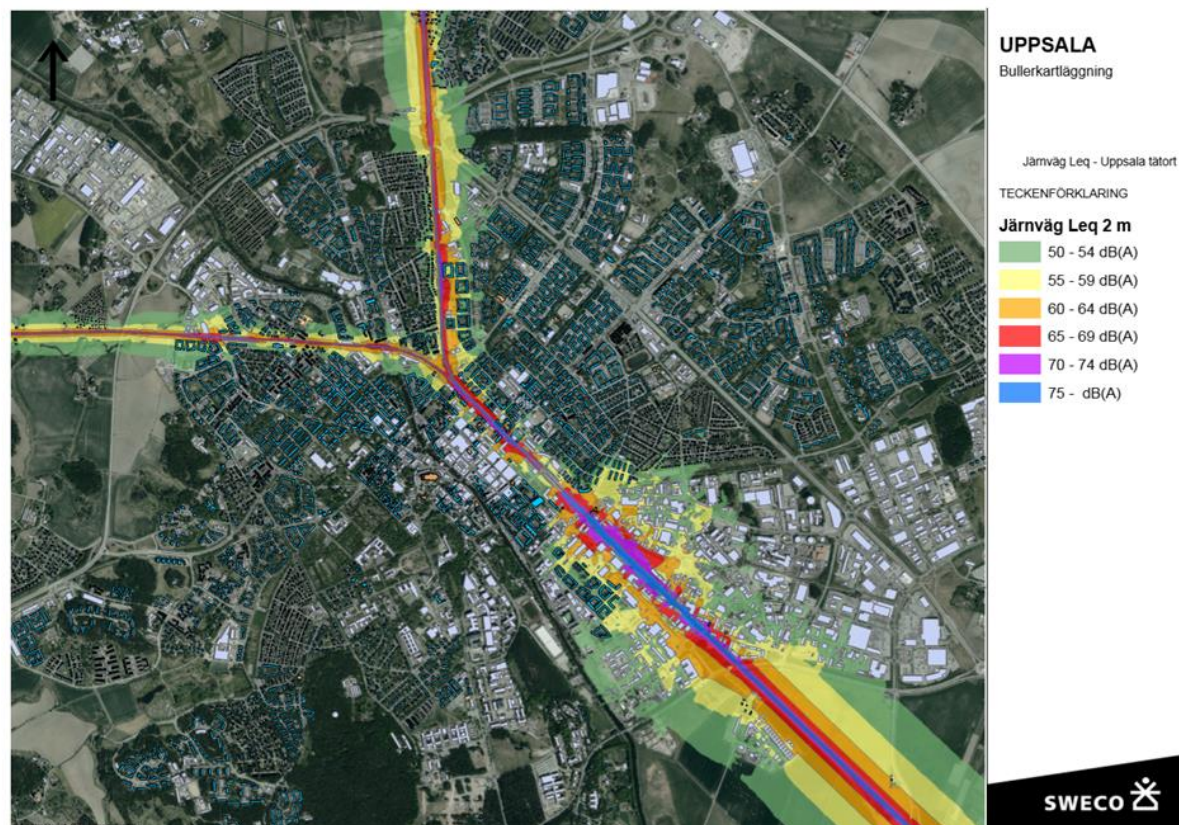 UPPSALA
Bullerkartläggning
Järnväg Leq - Uppsala tätort
TECKENFÖRKLARING
Järnväg Leq 2 m
50 - 54 dB(A)
55 - 59 dB(A)
60 - 64 dB(A)
65 - 69 dB(A)
70 - 74 dB(A)
75 - dB(A)
SWECO